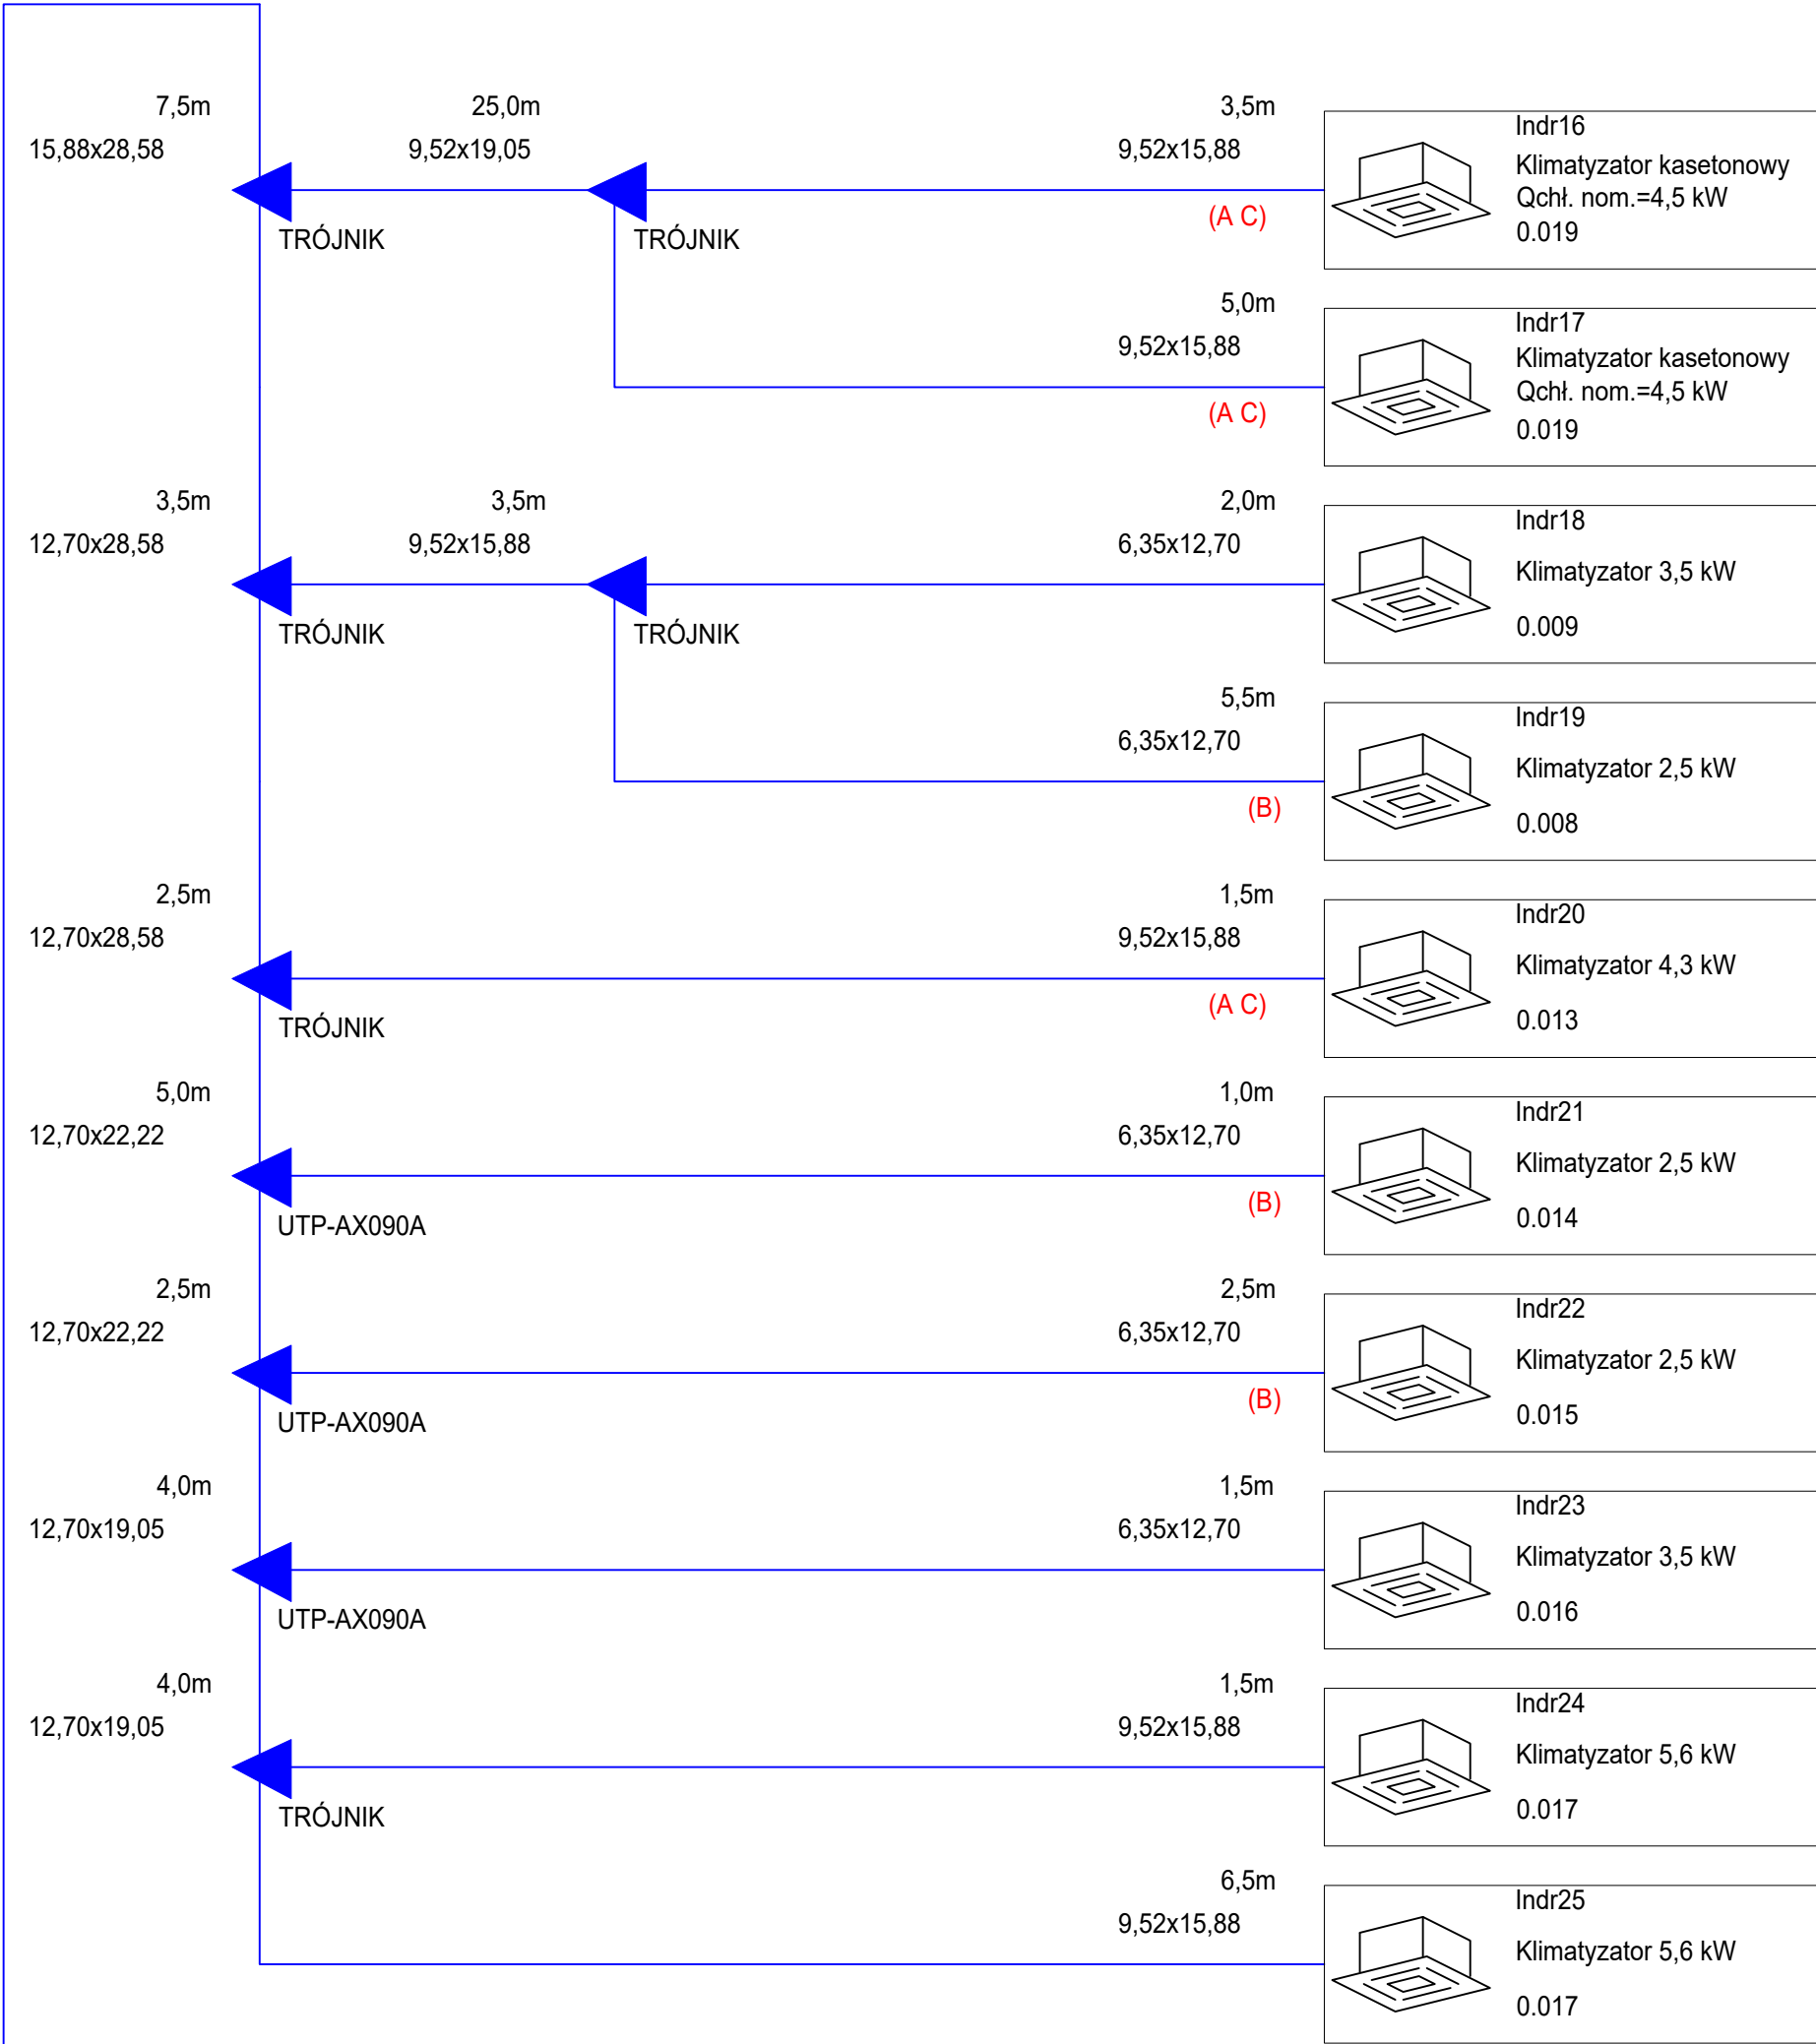 7,5m
15,88x28,58
TRÓJNIK
25,0m
9,52x19,05
TRÓJNIK
3,5m
9,52x15,88
(A C)
Indr16
Klimatyzator kasetonowy
Qchł. nom.=4,5 kW
0.019
5,0m
9,52x15,88
(A C)
Indr17
Klimatyzator kasetonowy
Qchł. nom.=4,5 kW
0.019
3,5m
12,70x28,58
TRÓJNIK
3,5m
9,52x15,88
TRÓJNIK
2,0m
6,35x12,70
Indr18
Klimatyzator 3,5 kW
0.009
5,5m
6,35x12,70
(B)
Indr19
Klimatyzator 2,5 kW
0.008
2,5m
12,70x28,58
TRÓJNIK
1,5m
9,52x15,88
(A C)
Indr20
Klimatyzator 4,3 kW
0.013
5,0m
12,70x22,22
UTP-AX090A
1,0m
6,35x12,70
(B)
Indr21
Klimatyzator 2,5 kW
0.014
2,5m
12,70x22,22
UTP-AX090A
2,5m
6,35x12,70
(B)
Indr22
Klimatyzator 2,5 kW
0.015
4,0m
12,70x19,05
UTP-AX090A
1,5m
6,35x12,70
Indr23
Klimatyzator 3,5 kW
0.016
4,0m
12,70x19,05
TRÓJNIK
1,5m
9,52x15,88
Indr24
Klimatyzator 5,6 kW
0.017
6,5m
9,52x15,88
Indr25
Klimatyzator 5,6 kW
0.017